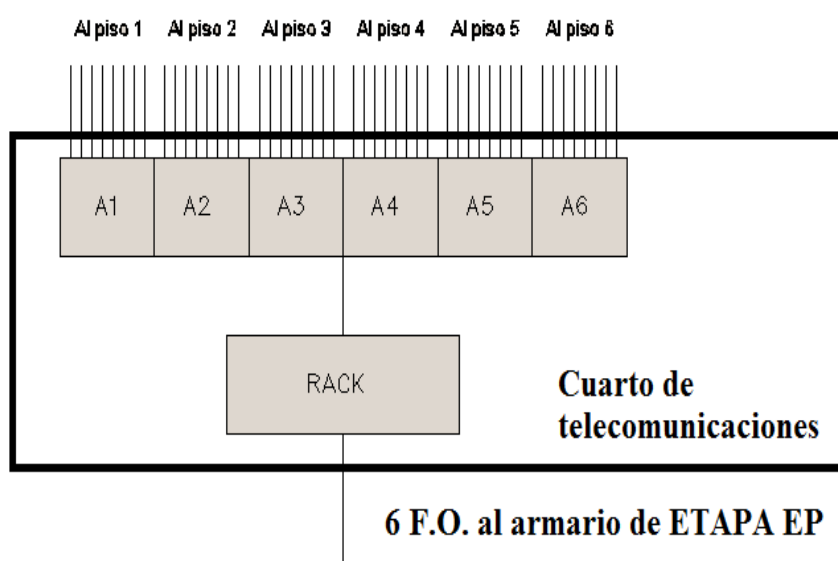 Al piso 1 Al piso 2 Al piso 3 Al piso 4 Al piso 5 Al piso 6
A1 A2 A3 A4 A5 A6
RACK
Cuarto de
telecomunicaciones
6 F.O. al armario de ETAPA EP